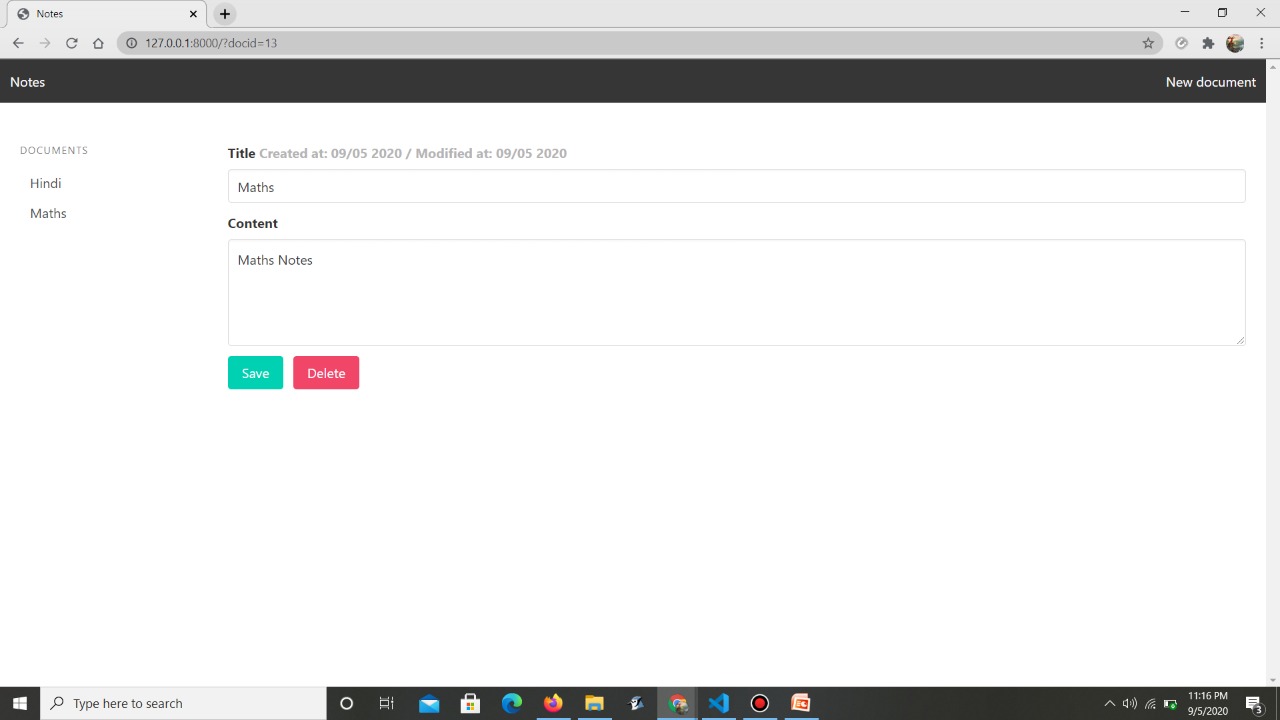 Notes
127.0.0.1:8000/?docid=13
Notes
New document
DOCUMENTS
Hindi
Maths
Title Created at: 09/05 2020 / Modified at: 09/05 2020
Maths
Content
Maths Notes
Save
Delete
Type here to search
11:16 PM
9/5/2020
3